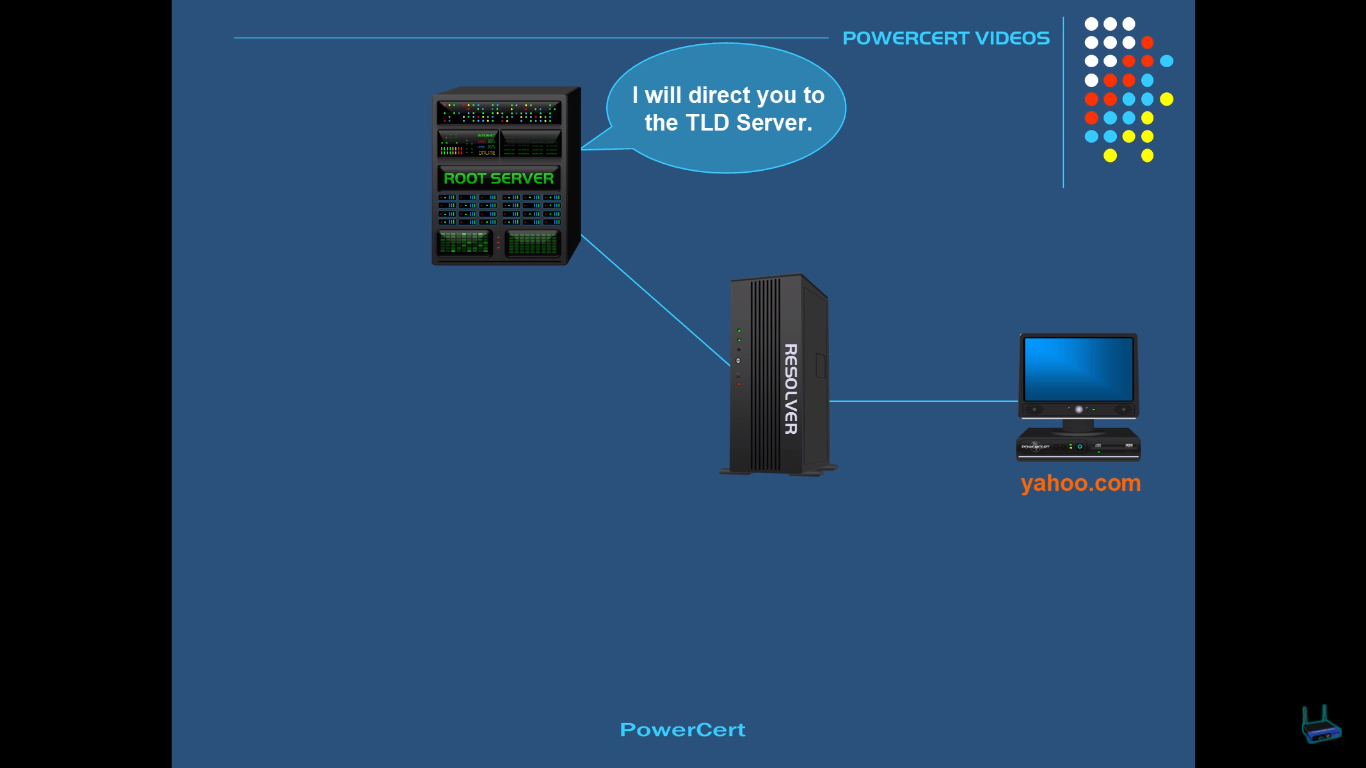 POWERCERT VIDEOS
I will direct you to
the TLD Server.
ROOT SERVER
RESOLVER
yahoo.com
PowerCert